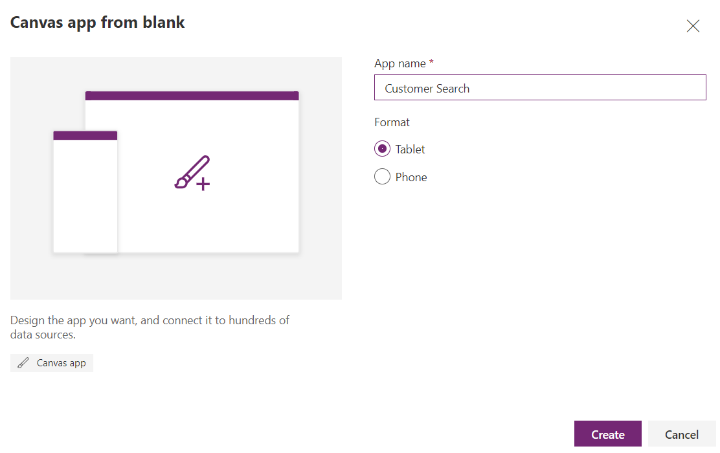 Canvas app from blank
App name *
Customer Search
Format
Tablet
Phone
Design the app you want, and connect it to hundreds of
data sources.
Canvas app
Create
Cancel